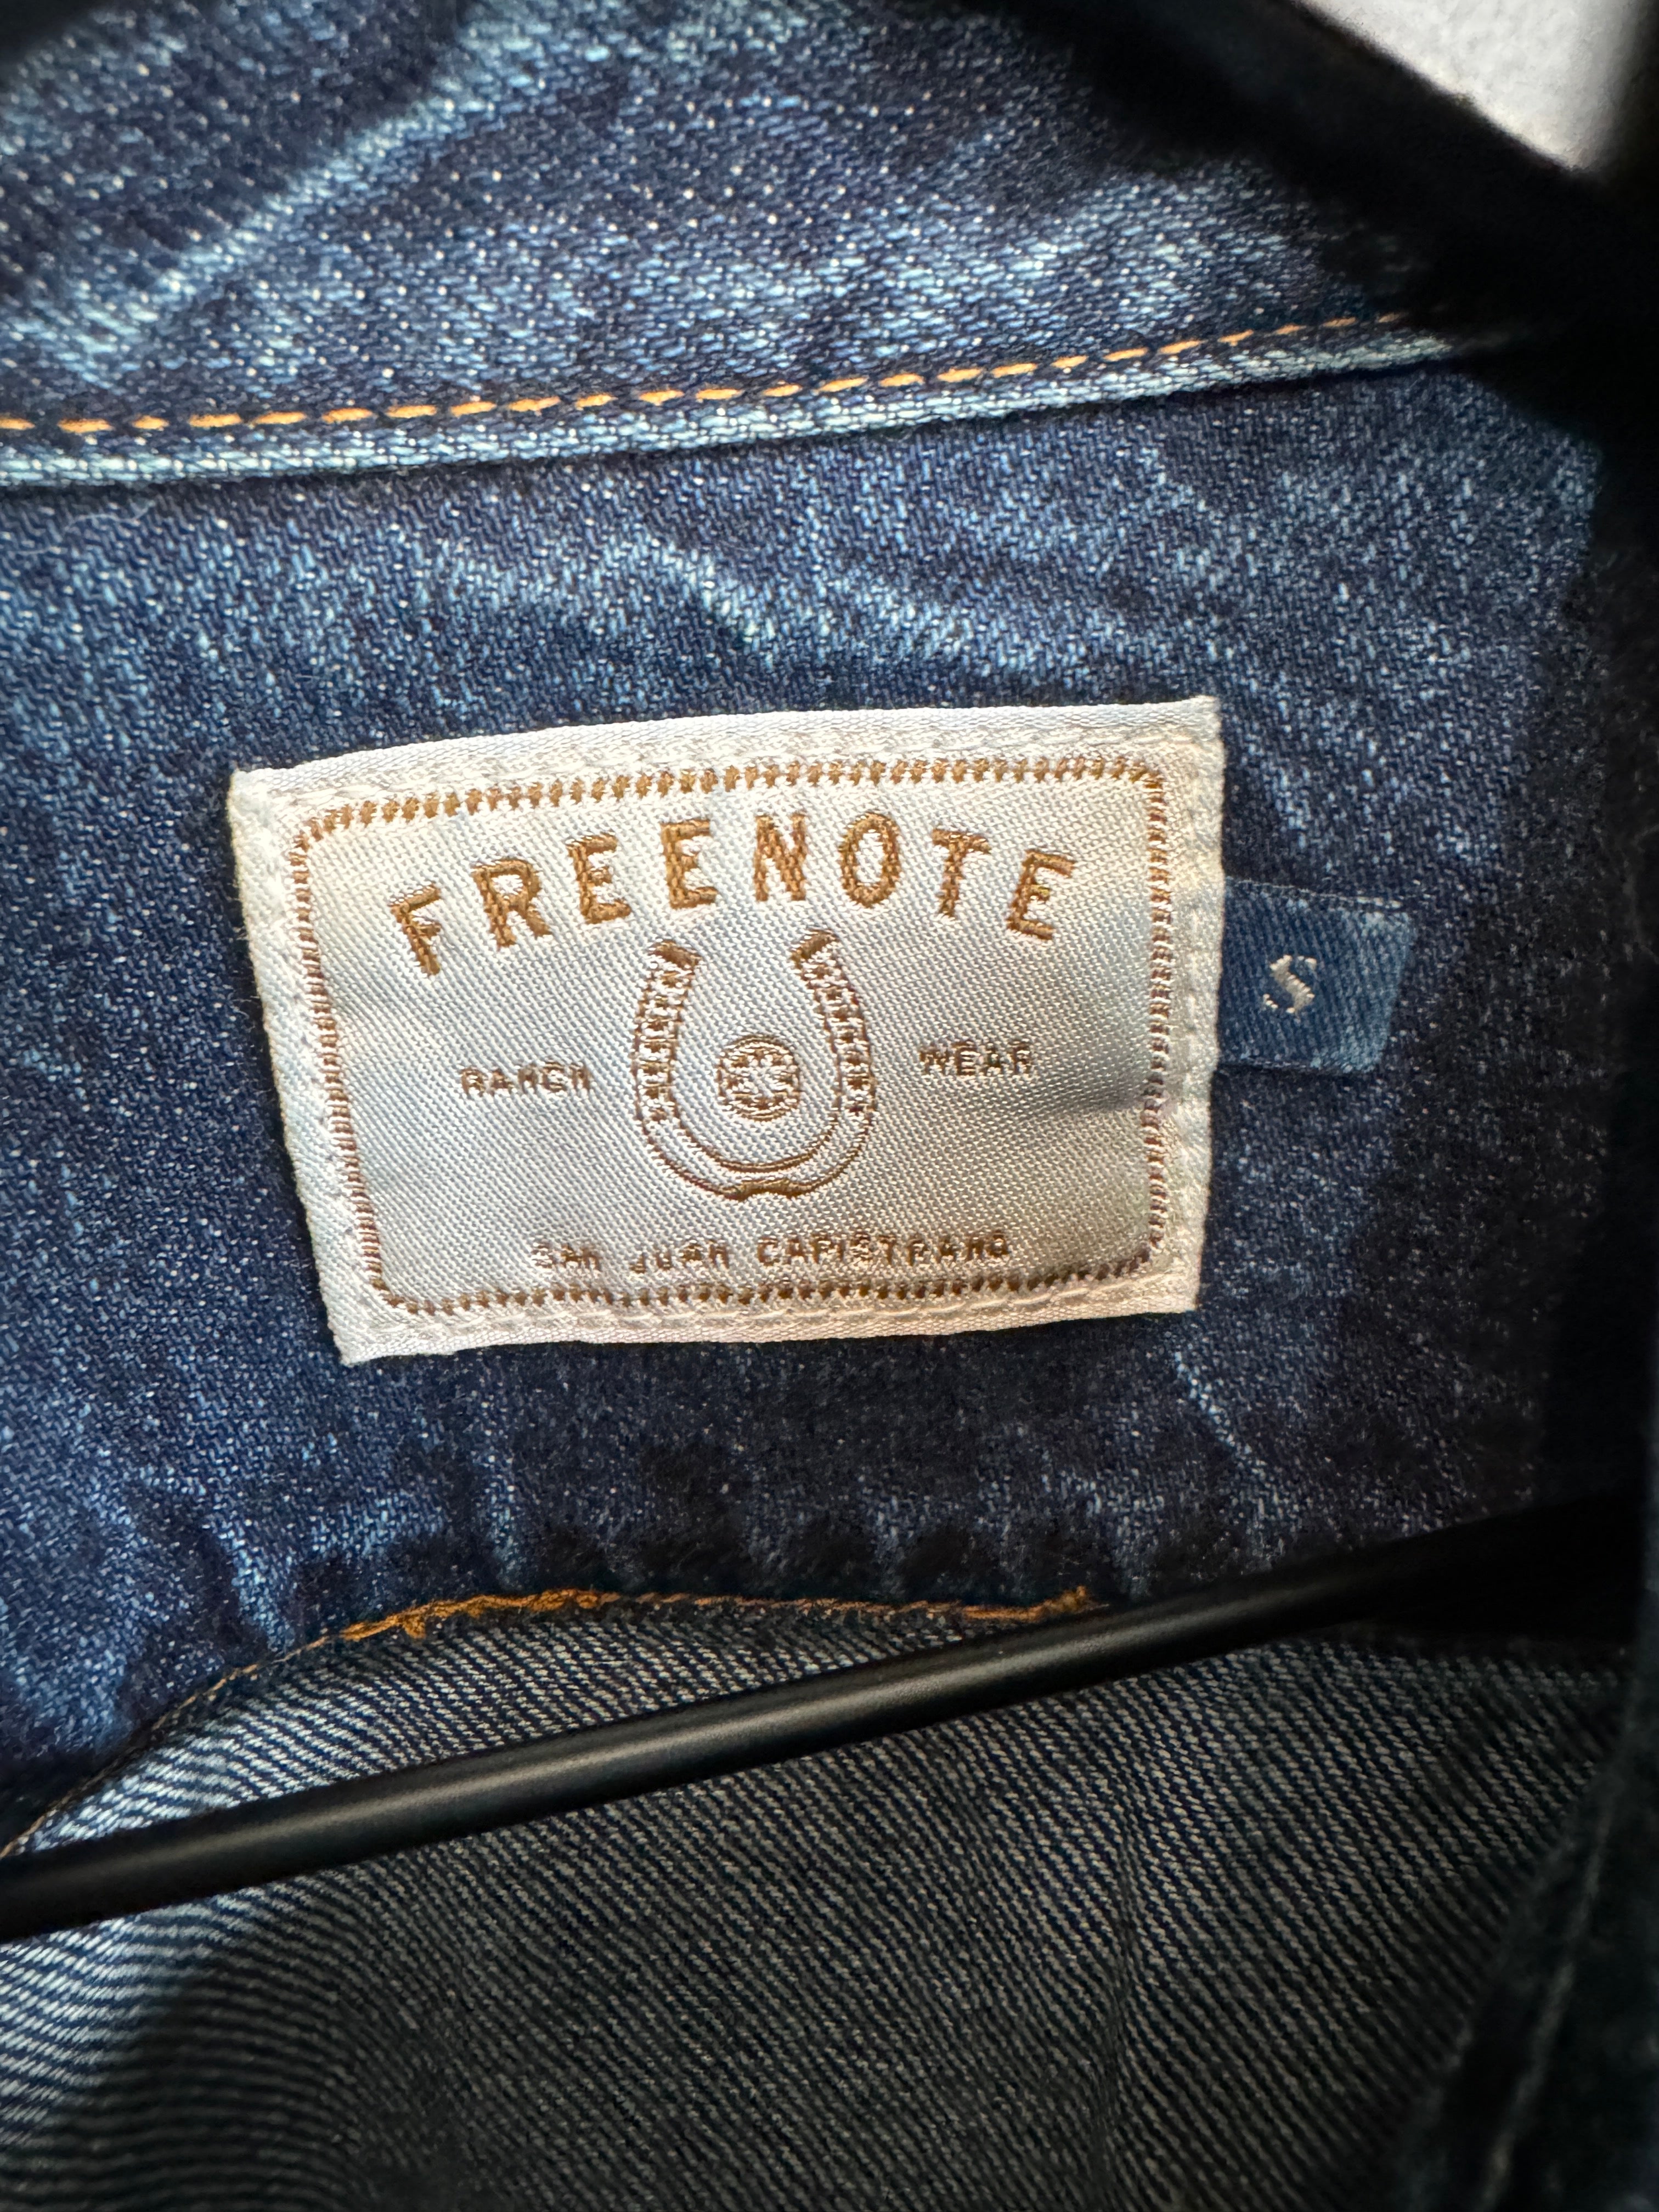 FREENOTE
RANCH WEAR
SAN JUAN CAPISTRANO
S